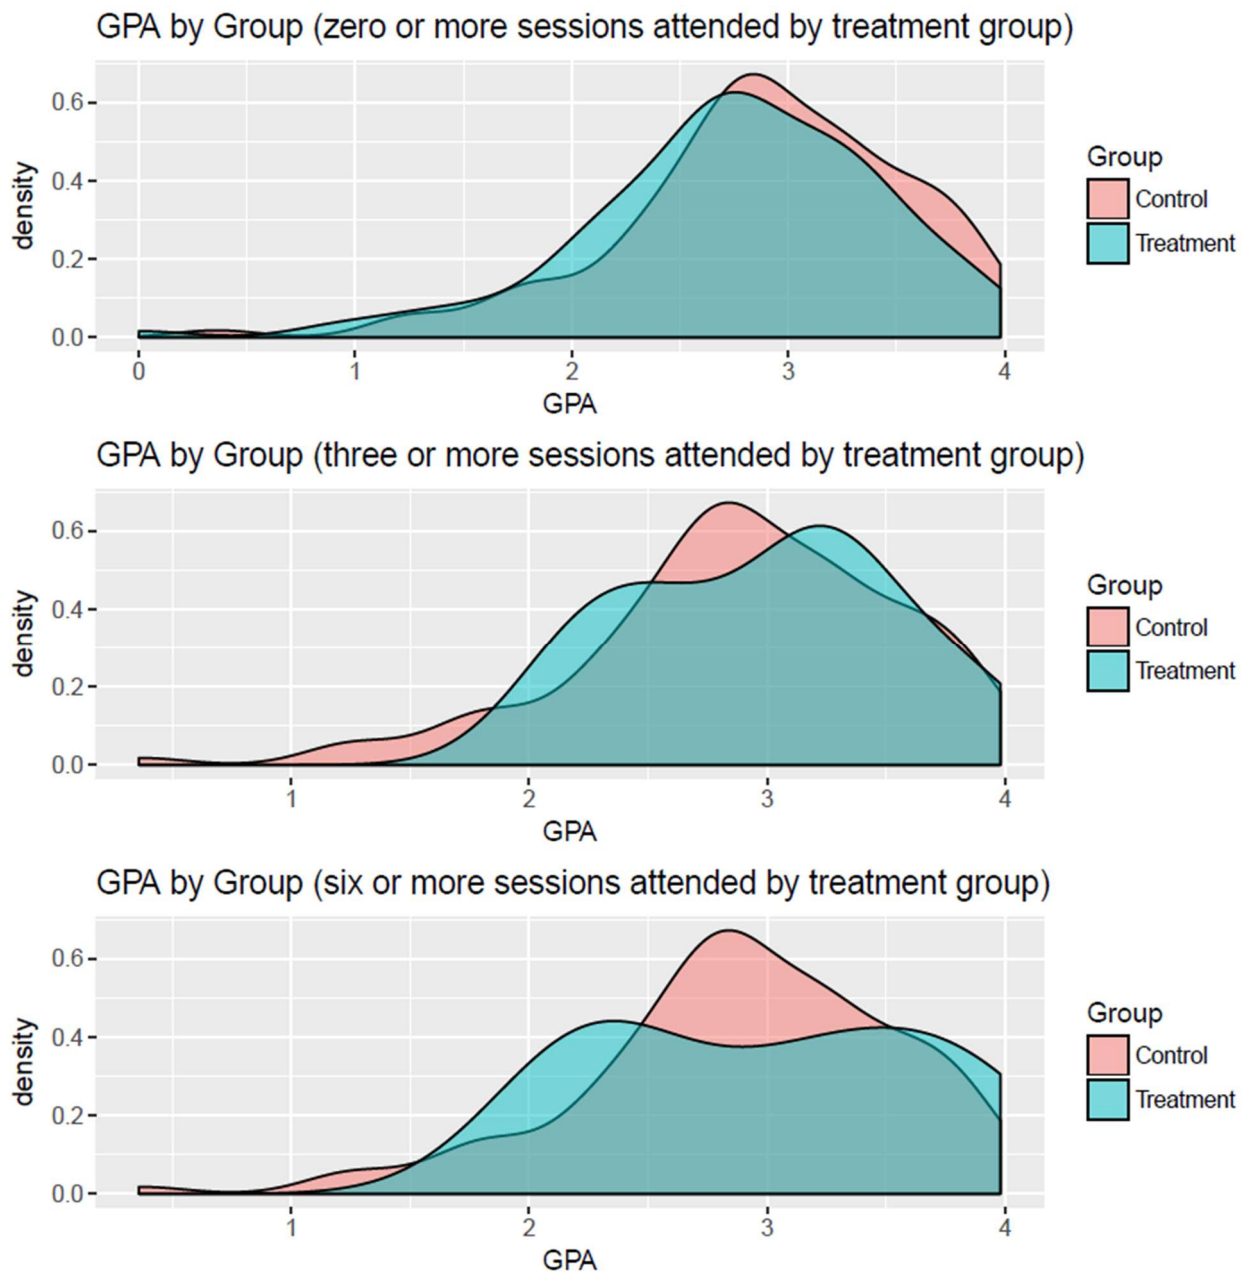 GPA by Group (zero or more sessions attended by treatment group)
density
0.6
0.4
0.2
0.0
0 1 2 3 4
GPA
Group
Control
Treatment
GPA by Group (three or more sessions attended by treatment group)
density
0.6
0.4
0.2
0.0
1 2 3 4
GPA
Group
Control
Treatment
GPA by Group (six or more sessions attended by treatment group)
density
0.6
0.4
0.2
0.0
1 2 3 4
GPA
Group
Control
Treatment